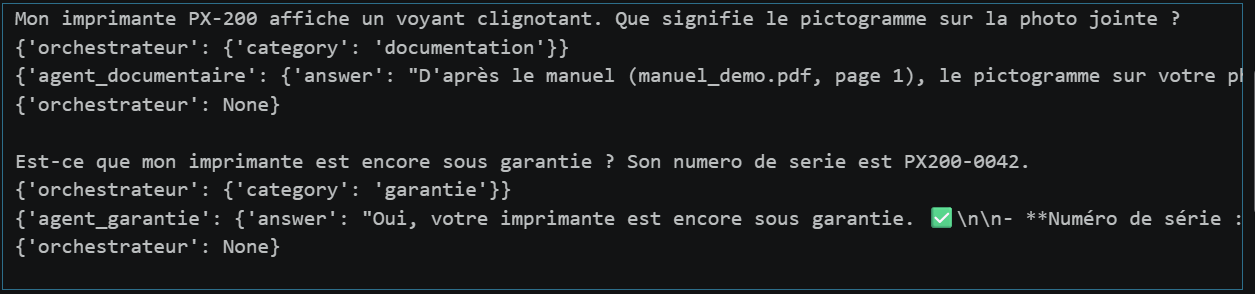 Mon imprimante PX-200 affiche un voyant clignotant. Que signifie le pictogramme sur la photo jointe ?
{'orchestrateur': {'category': 'documentation'}}
{'agent_documentaire': {'answer': "D'après le manuel (manuel_demo.pdf, page 1), le pictogramme sur votre
{'orchestrateur': None}
Est-ce que mon imprimante est encore sous garantie ? Son numero de serie est PX200-0042.
{'orchestrateur': {'category': 'garantie'}}
{'agent_garantie': {'answer': "Oui, votre imprimante est encore sous garantie. ✅\n\n- **Numéro de série :
{'orchestrateur': None}